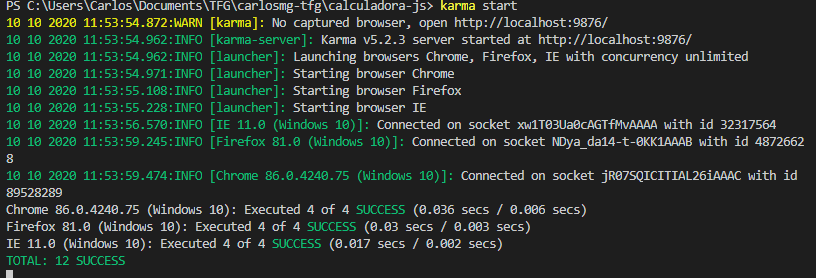 PS C:\Users\Carlos\Documents\TFG\carlosmg-tfg\calculadora-js> karma start
10 10 2020 11:53:54.872:WARN [karma]: No captured browser, open http://localhost:9876/
10 10 2020 11:53:54.962:INFO [karma-server]: Karma v5.2.3 server started at http://localhost:9876/
10 10 2020 11:53:54.962:INFO [launcher]: Launching browsers Chrome, Firefox, IE with concurrency unlimited
10 10 2020 11:53:54.971:INFO [launcher]: Starting browser Chrome
10 10 2020 11:53:55.108:INFO [launcher]: Starting browser Firefox
10 10 2020 11:53:55.228:INFO [launcher]: Starting browser IE
10 10 2020 11:53:56.570:INFO [IE 11.0 (Windows 10)]: Connected on socket xw1T03Ua0cAGTfMvAAAA with id 32317564
10 10 2020 11:53:59.245:INFO [Firefox 81.0 (Windows 10)]: Connected on socket NDya_da14-t-0KK1AAAB with id 4872662
8
10 10 2020 11:53:59.474:INFO [Chrome 86.0.4240.75 (Windows 10)]: Connected on socket jR07SQICITIAL26iAAAC with id
89528289
Chrome 86.0.4240.75 (Windows 10): Executed 4 of 4 SUCCESS (0.036 secs / 0.006 secs)
Firefox 81.0 (Windows 10): Executed 4 of 4 SUCCESS (0.03 secs / 0.003 secs)
IE 11.0 (Windows 10): Executed 4 of 4 SUCCESS (0.017 secs / 0.002 secs)
TOTAL: 12 SUCCESS